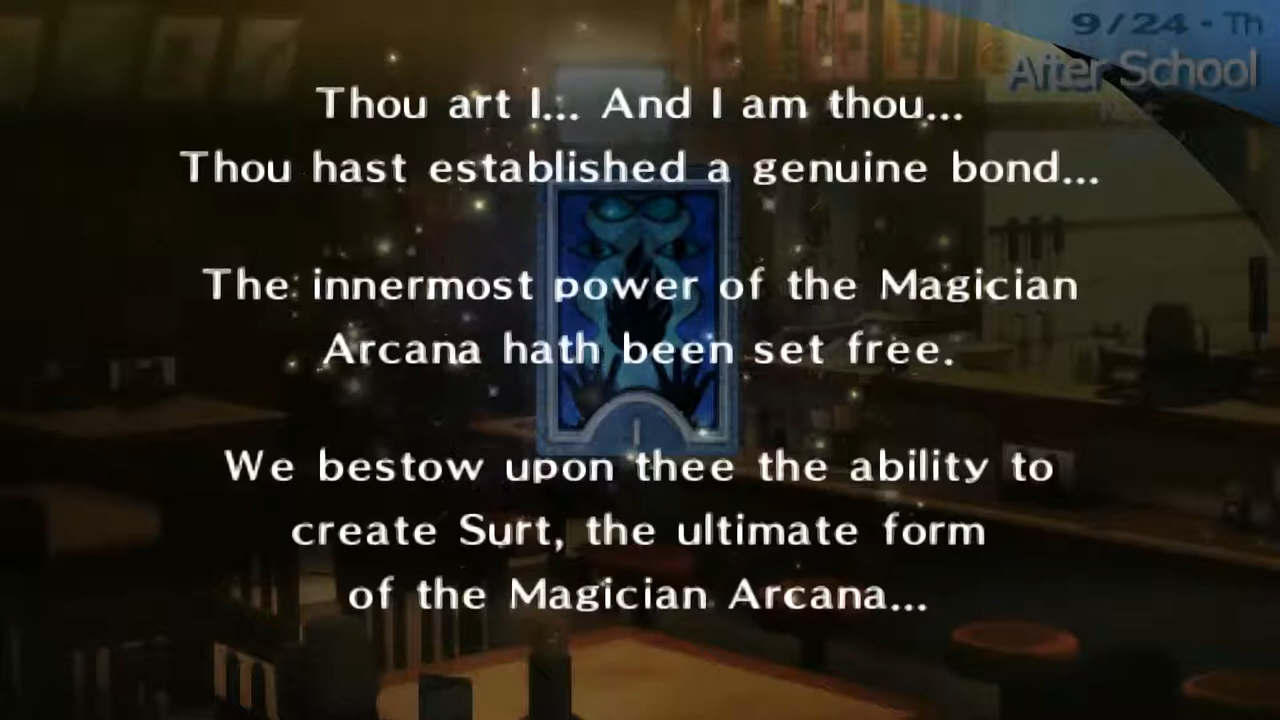 9/24 • Th
After School
Thou art I... And I am thou...
Thou hast established a genuine bond...
The innermost power of the Magician
Arcana hath been set free.
We bestow upon thee the ability to
create Surt, the ultimate form
of the Magician Arcana...